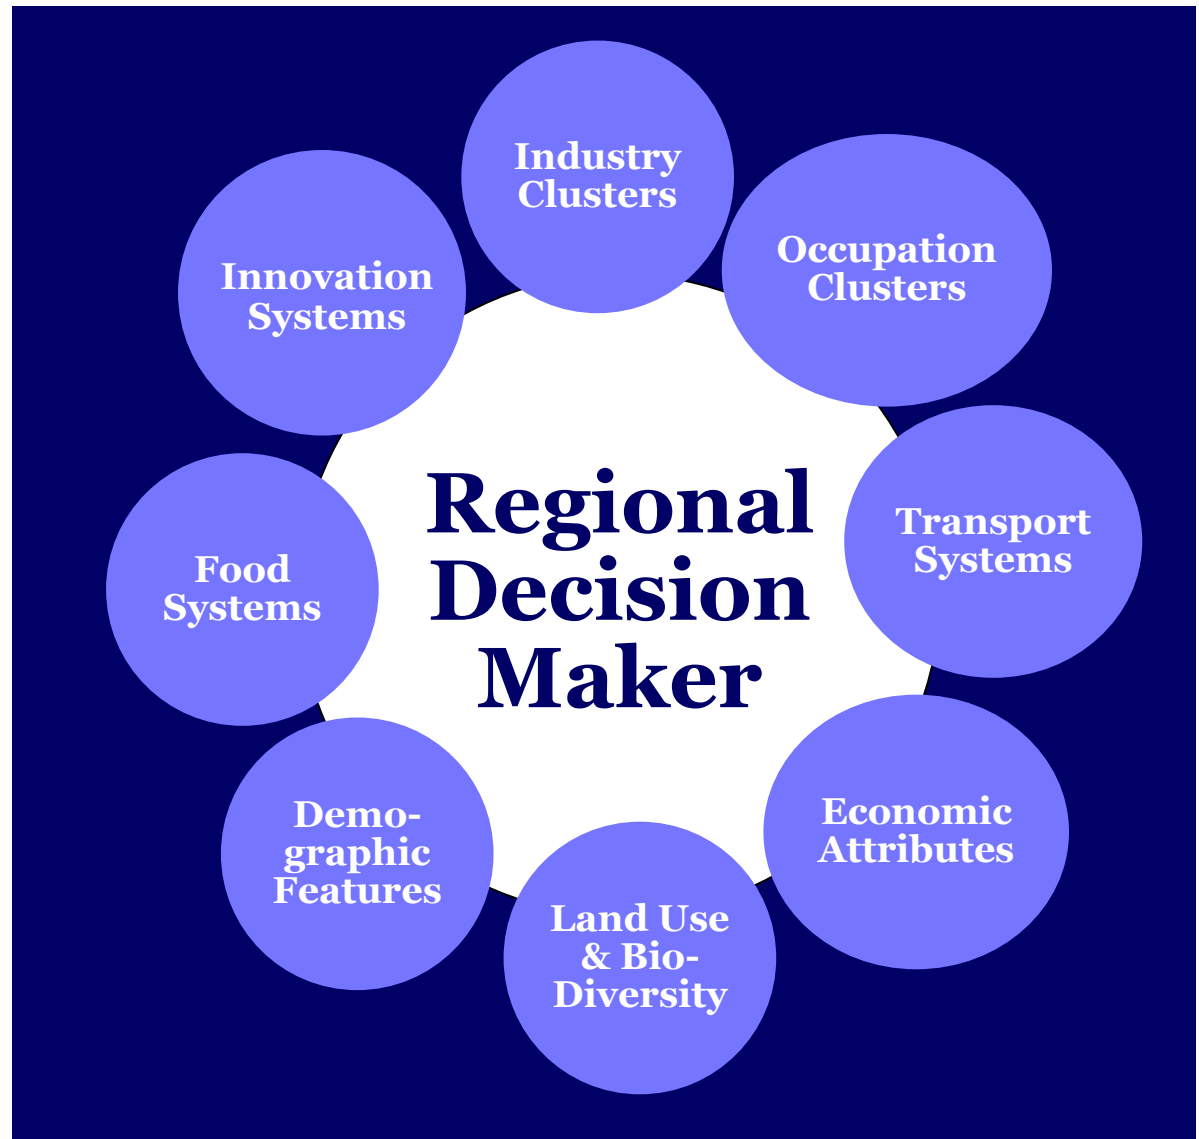 Industry
Clusters
Occupation
Clusters
Innovation
Systems
Regional
Decision
Maker
Transport
Systems
Food
Systems
Economic
Attributes
Demo-
graphic
Features
Land Use
& Bio-
Diversity